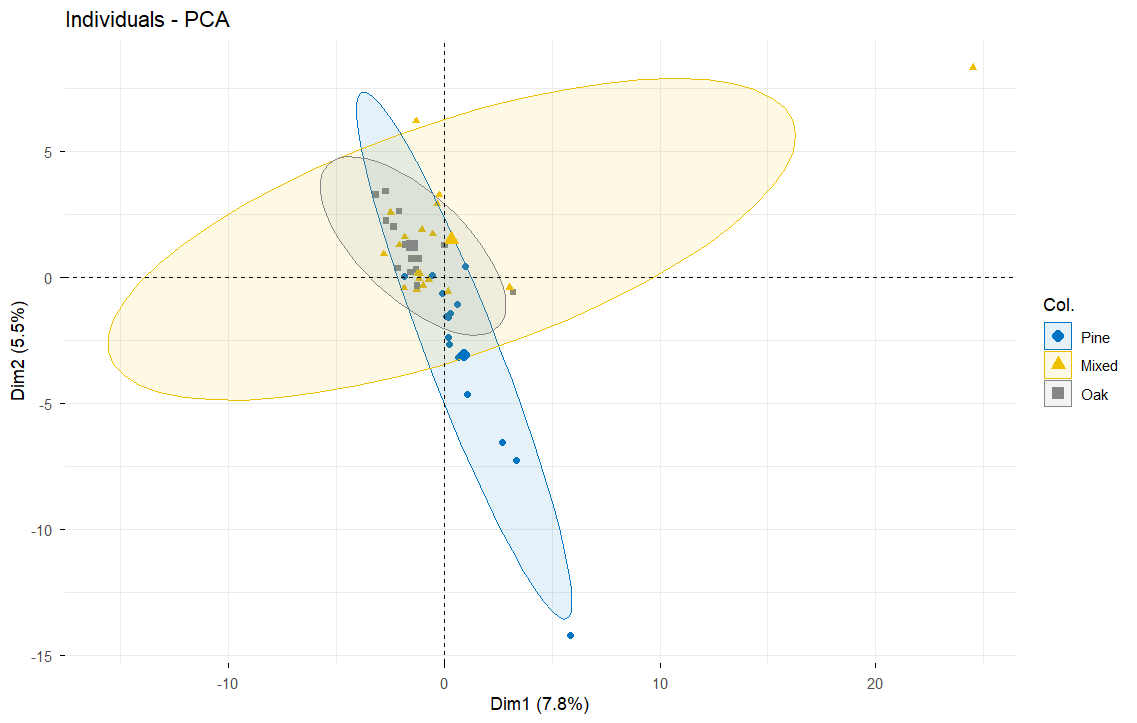 Individuals - PCA
5
0
-5
-10
-15
Dim2 (5.5%)
-10
0
10
20
Dim1 (7.8%)
Col.
Pine
Mixed
Oak